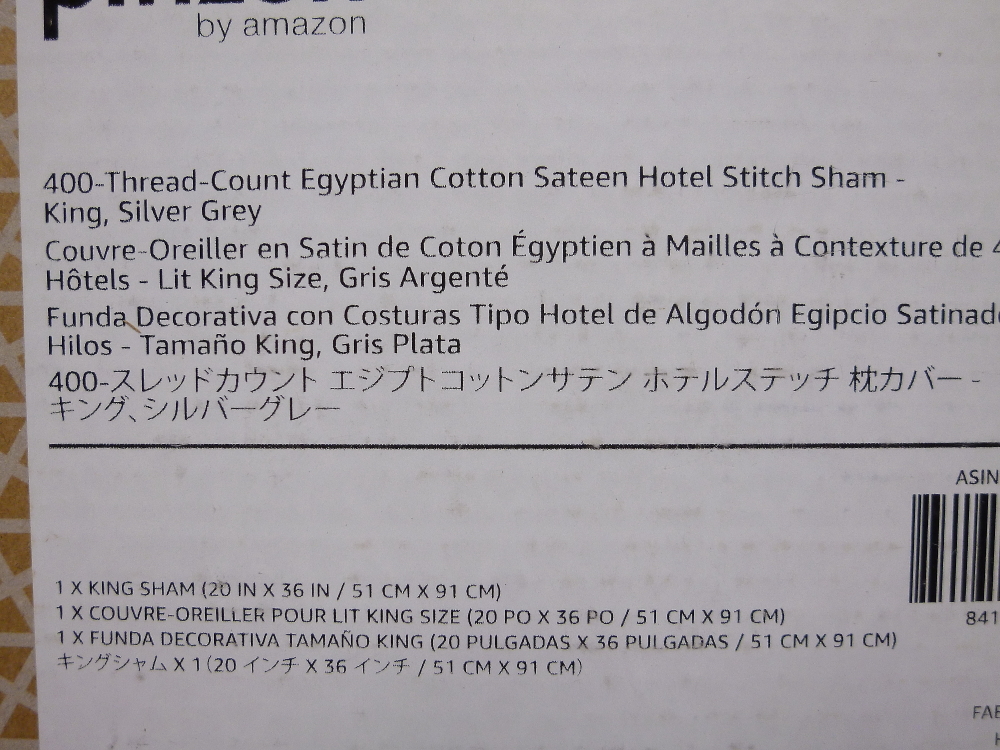 by amazon
400-Thread-Count Egyptian Cotton Sateen Hotel Stitch Sham -
King, Silver Grey
Couvre-Oreiller en Satin de Coton Égyptien à Mailles à Contexture de 4
Hôtels - Lit King Size, Gris Argenté
Funda Decorativa con Costuras Tipo Hotel de Algodón Egipcio Satinad
Hilos - Tamaño King, Gris Plata
400-スレッドカウント エジプトコットンサテン ホテルステッチ 枕カバー -
キング、シルバーグレー
ASIN
841
1 X KING SHAM (20 IN X 36 IN / 51 CM X 91 CM)
1 X COUVRE-OREILLER POUR LIT KING SIZE (20 PO X 36 PO / 51 CM X 91 CM)
1 X FUNDA DECORATIVA TAMAÑO KING (20 PULGADAS X 36 PULGADAS / 51 CM X 91 CM)
キングシャム X 1 (20 インチ X 36 インチ / 51 CM X 91 CM)